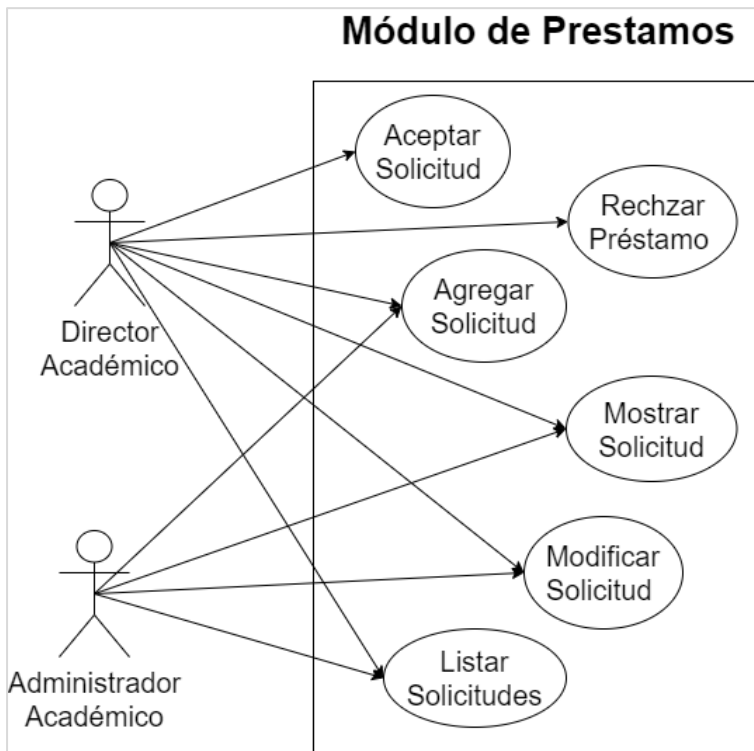 Módulo de Prestamos
Aceptar
Solicitud
Rechzar
Préstamo
Agregar
Solicitud
Director
Académico
Mostrar
Solicitud
Modificar
Solicitud
Listar
Solicitudes
Administrador
Académico